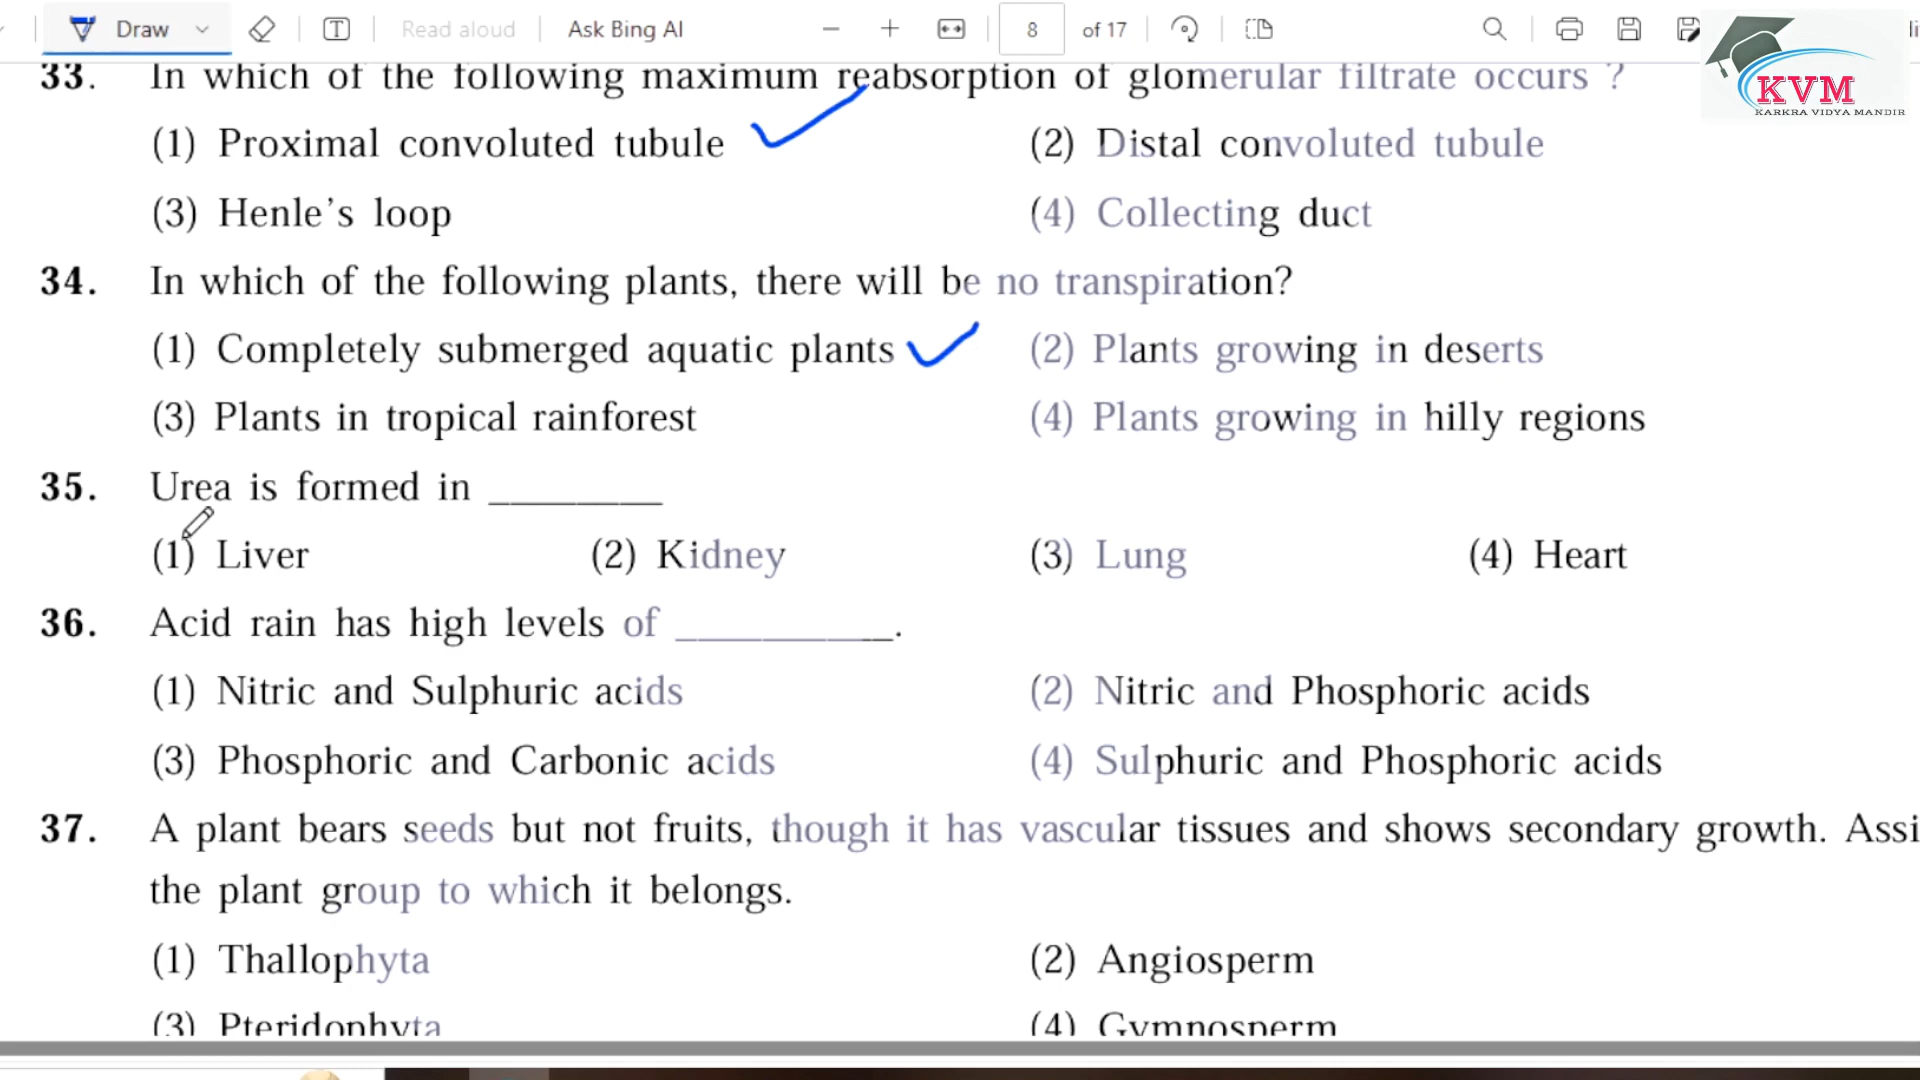 Draw Read aloud Ask Bing AI 8 of 17
KVM
KARKRA VIDYA MANDIR
33. In which of the following maximum reabsorption of glomerular filtrate occurs ?
(1) Proximal convoluted tubule (2) Distal convoluted tubule
(3) Henle's loop (4) Collecting duct
34. In which of the following plants, there will be no transpiration?
(1) Completely submerged aquatic plants (2) Plants growing in deserts
(3) Plants in tropical rainforest (4) Plants growing in hilly regions
35. Urea is formed in ________
(1) Liver (2) Kidney (3) Lung (4) Heart
36. Acid rain has high levels of __________.
(1) Nitric and Sulphuric acids (2) Nitric and Phosphoric acids
(3) Phosphoric and Carbonic acids (4) Sulphuric and Phosphoric acids
37. A plant bears seeds but not fruits, though it has vascular tissues and shows secondary growth. Assi
the plant group to which it belongs.
(1) Thallophyta (2) Angiosperm
(3) Pteridophyta (4) Gymnosperm